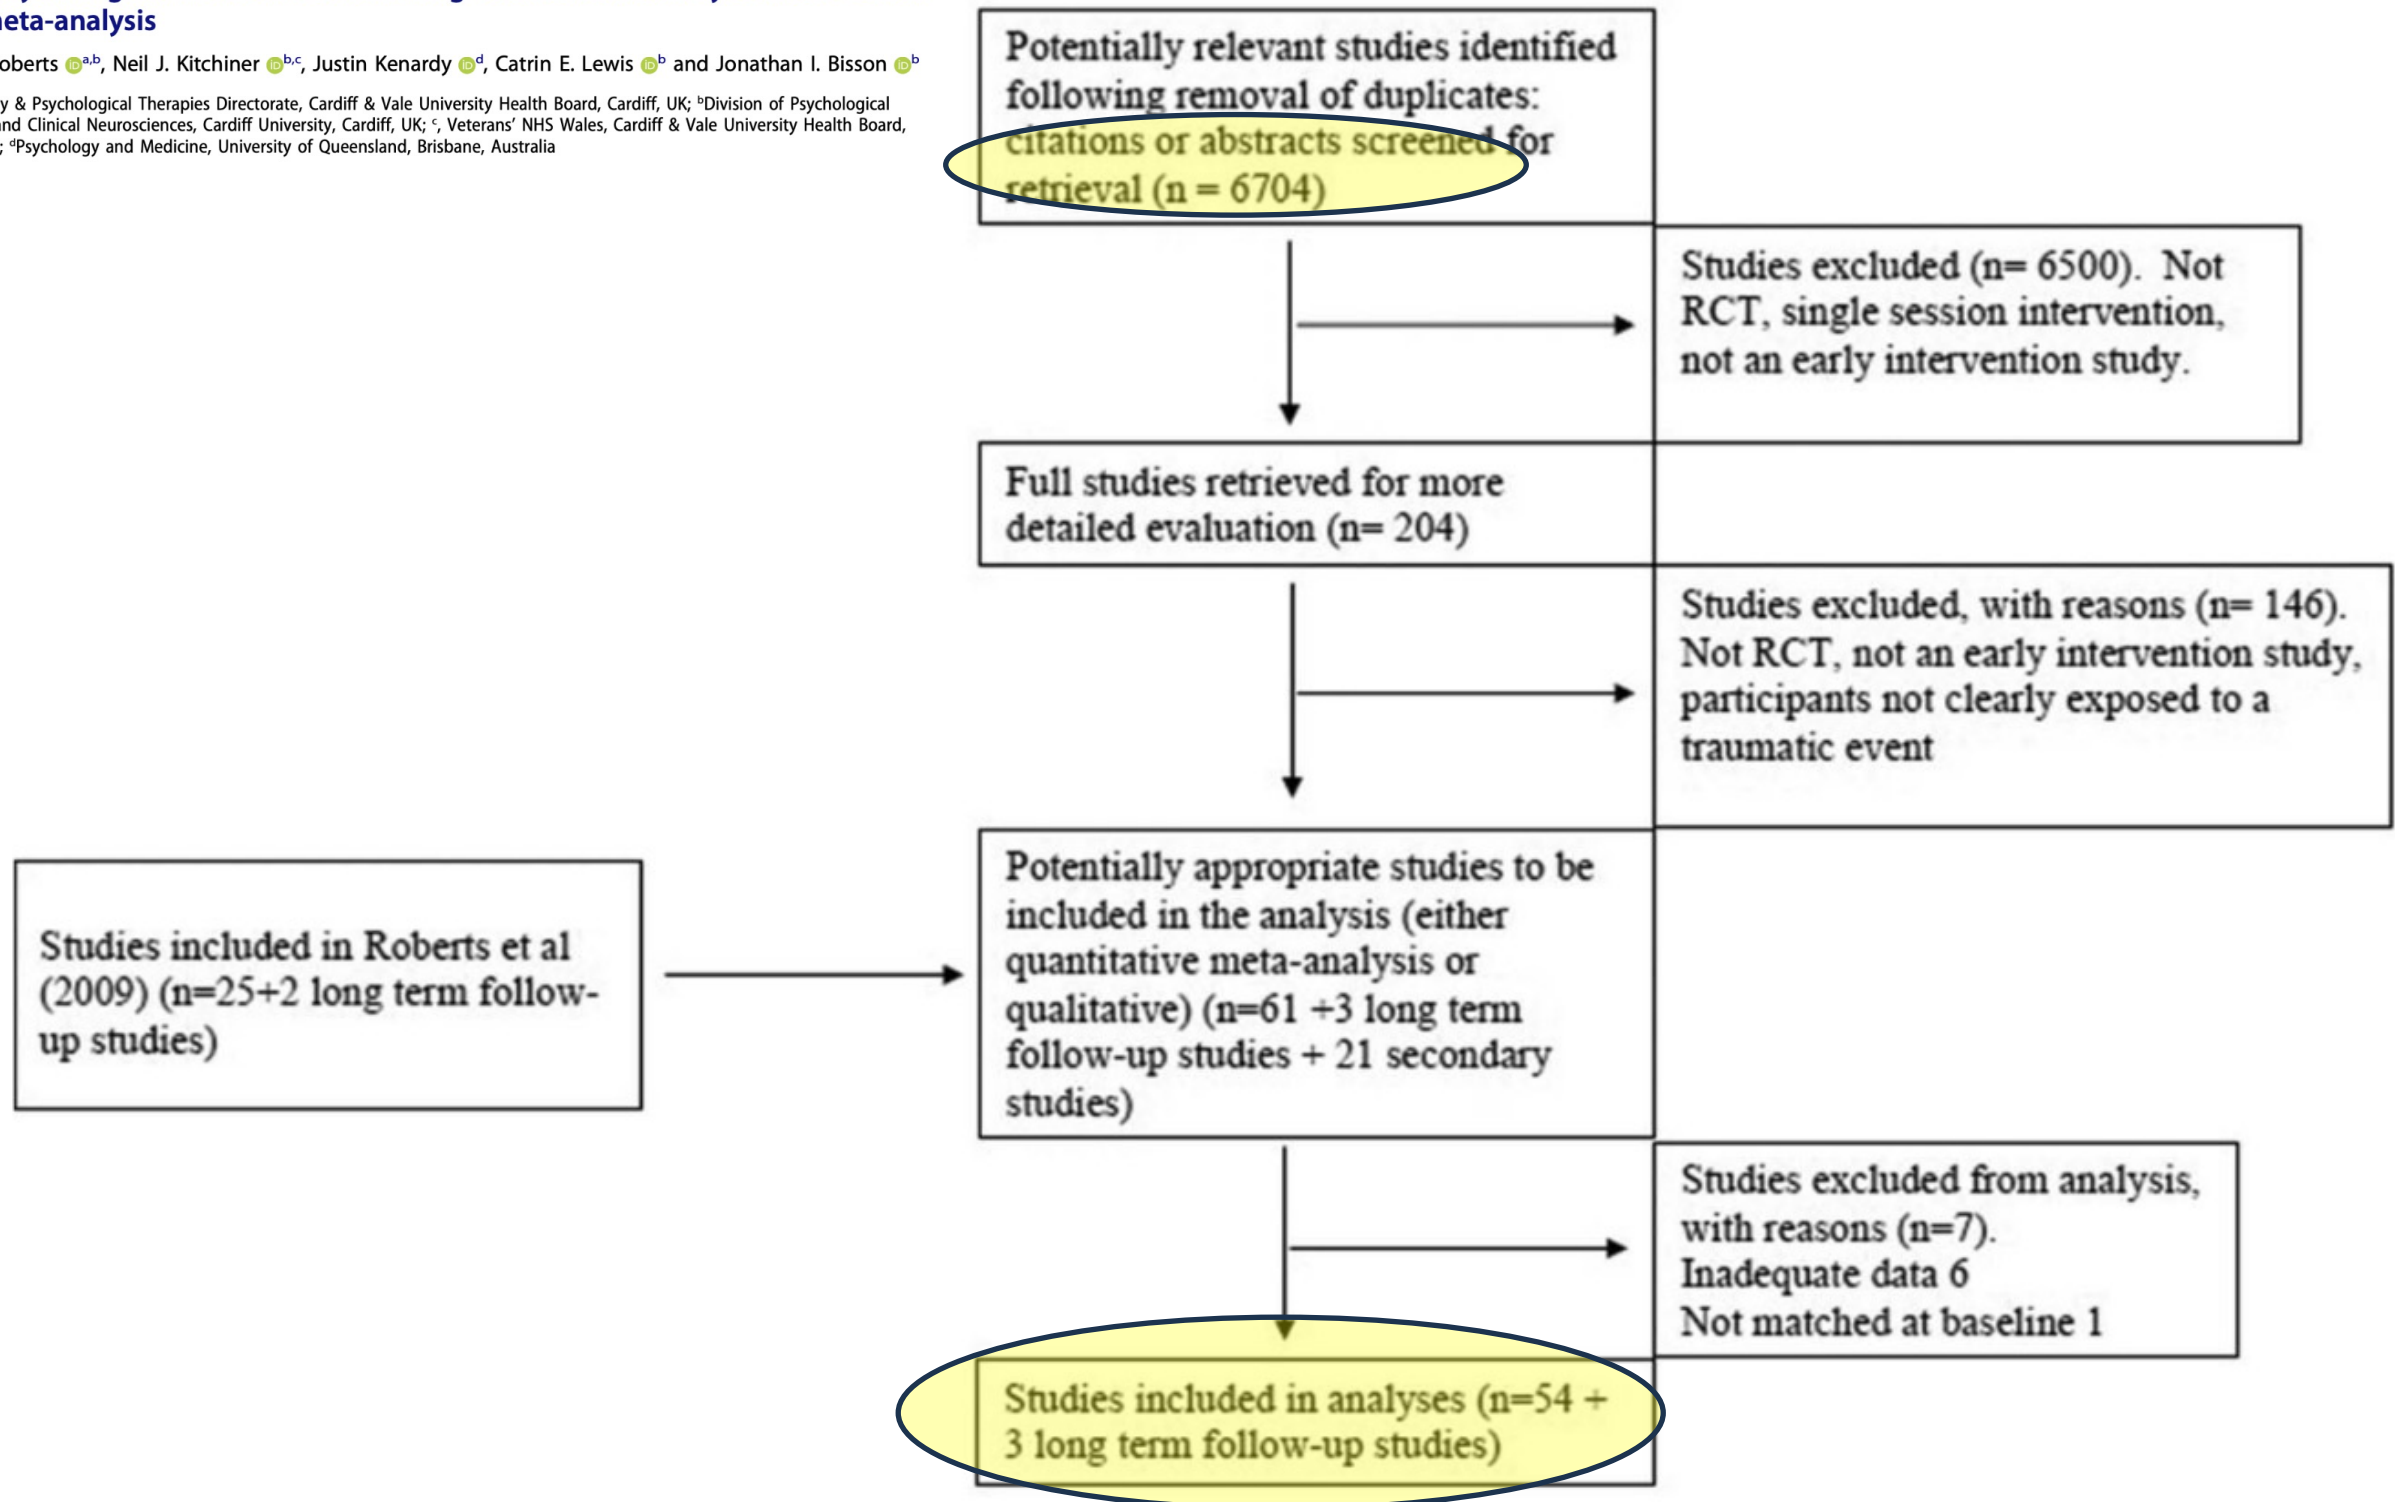 meta-analysis
Roberts a,b, Neil J. Kitchiner b,c, Justin Kenardy d, Catrin E. Lewis b and Jonathan I. Bisson b
y & Psychological Therapies Directorate, Cardiff & Vale University Health Board, Cardiff, UK; bDivision of Psychological
nd Clinical Neurosciences, Cardiff University, Cardiff, UK; c, Veterans' NHS Wales, Cardiff & Vale University Health Board,
; dPsychology and Medicine, University of Queensland, Brisbane, Australia
Potentially relevant studies identified
following removal of duplicates:
citations or abstracts screened for
retrieval (n = 6704)
Studies excluded (n= 6500). Not
RCT, single session intervention,
not an early intervention study.
Full studies retrieved for more
detailed evaluation (n= 204)
Studies excluded, with reasons (n= 146).
Not RCT, not an early intervention study,
participants not clearly exposed to a
traumatic event
Studies included in Roberts et al
(2009) (n=25+2 long term follow-
up studies)
Potentially appropriate studies to be
included in the analysis (either
quantitative meta-analysis or
qualitative) (n=61 +3 long term
follow-up studies + 21 secondary
studies)
Studies excluded from analysis,
with reasons (n=7).
Inadequate data 6
Not matched at baseline 1
Studies included in analyses (n=54 +
3 long term follow-up studies)